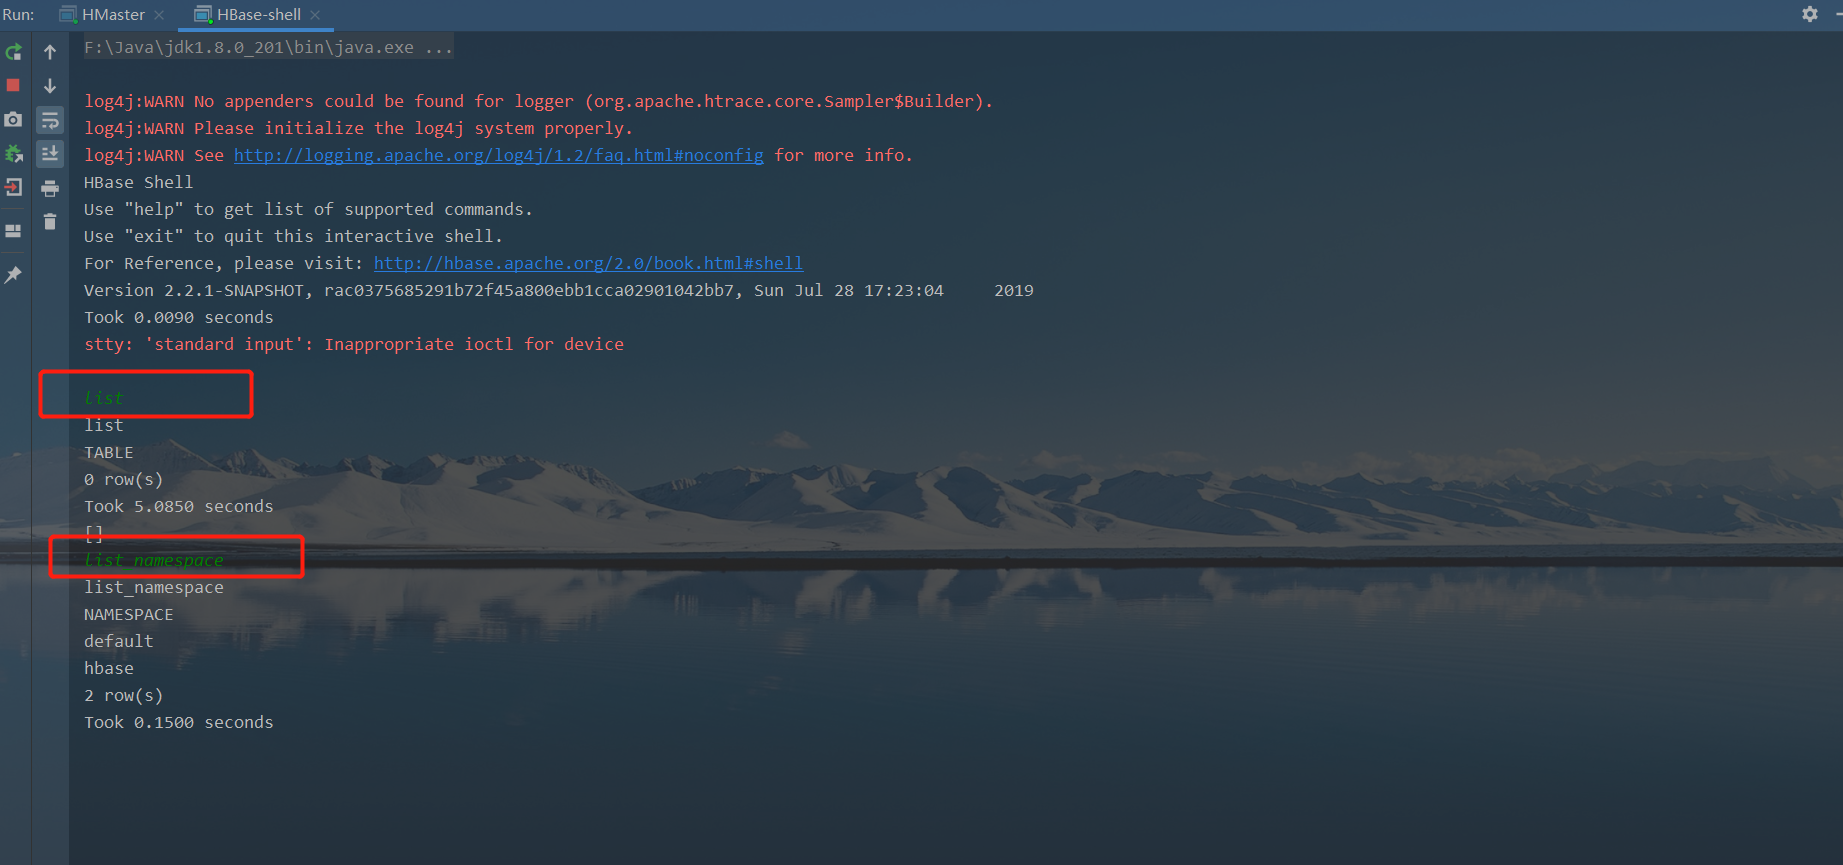 Run: HMaster HBase-shell
F:\Java\jdk1.8.0_201\bin\java.exe ...
log4j:WARN No appenders could be found for logger (org.apache.htrace.core.Sampler$Builder).
log4j:WARN Please initialize the log4j system properly.
log4j:WARN See http://logging.apache.org/log4j/1.2/faq.html#noconfig for more info.
HBase Shell
Use "help" to get list of supported commands.
Use "exit" to quit this interactive shell.
For Reference, please visit: http://hbase.apache.org/2.0/book.html#shell
Version 2.2.1-SNAPSHOT, rac0375685291b72f45a800ebb1cca02901042bb7, Sun Jul 28 17:23:04     2019
Took 0.0090 seconds
stty: 'standard input': Inappropriate ioctl for device
list
list
TABLE
0 row(s)
Took 5.0850 seconds
[]
list_namespace
list_namespace
NAMESPACE
default
hbase
2 row(s)
Took 0.1500 seconds